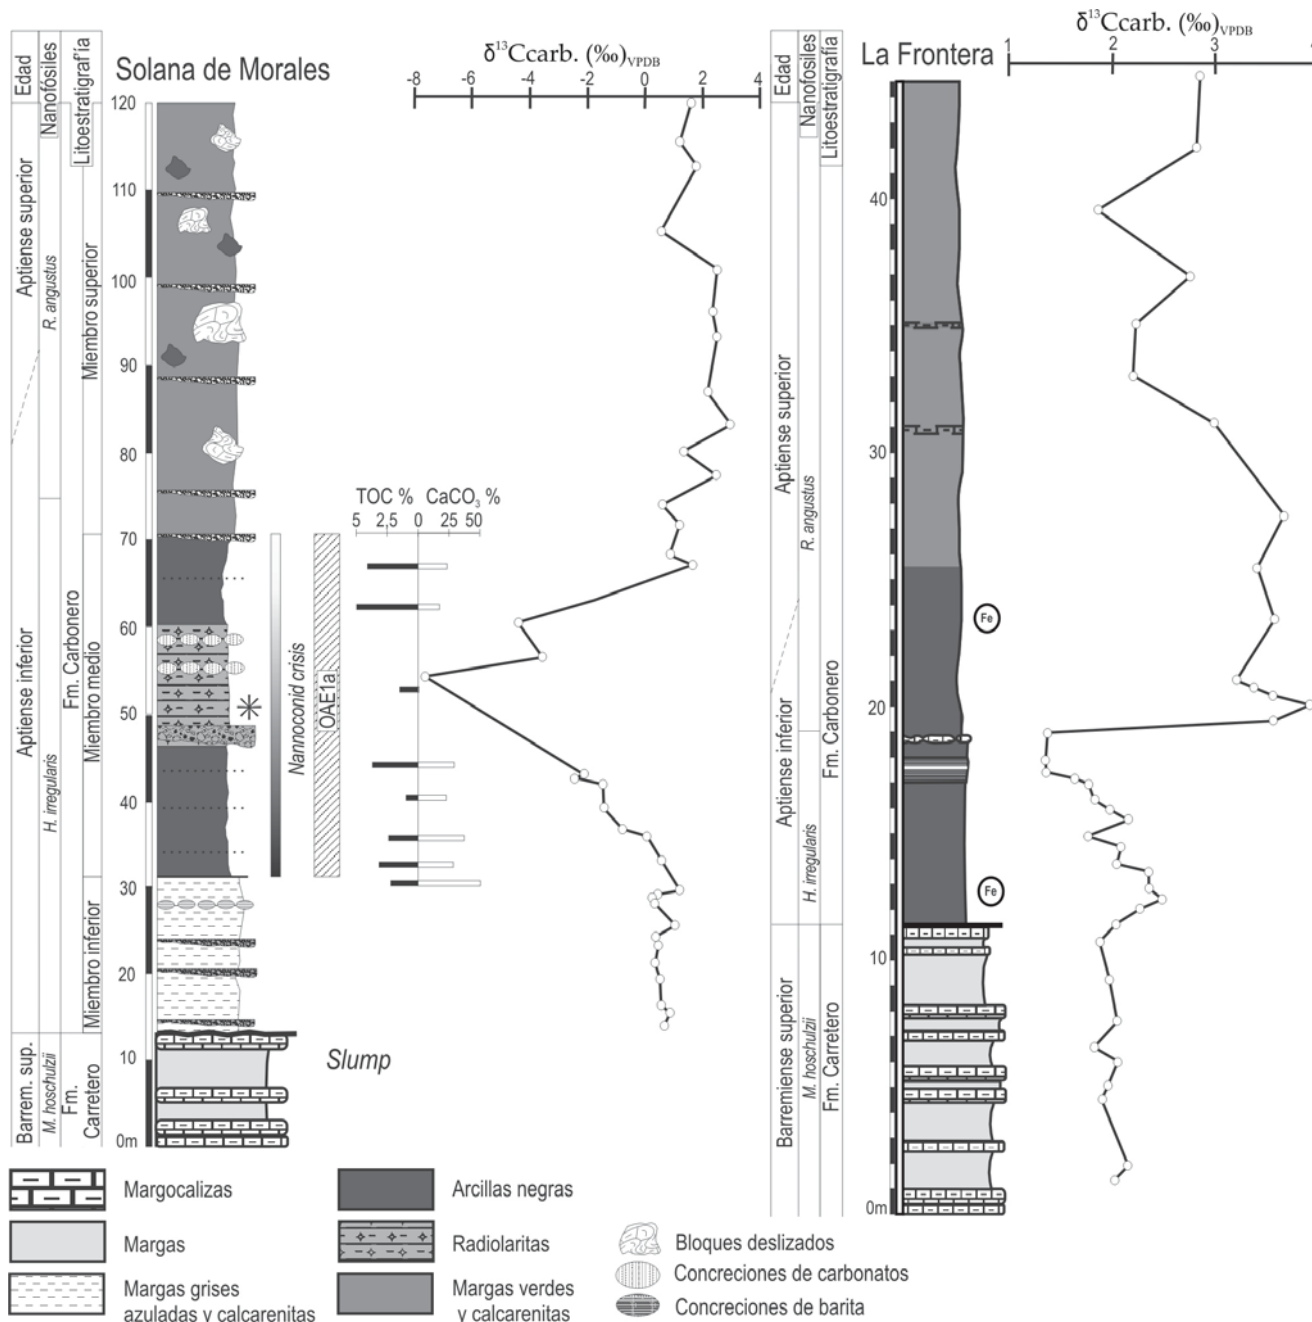 Edad
Nanofósiles
Litoestratigrafía
Solana de Morales
δ¹³Ccarb. (‰)VPDB
-8 -6 -4 -2 0 2 4
120
110
100
90
80
70
60
50
40
30
20
10
0m
Aptiense superior
Aptiense inferior
Barrem. sup.
R. angustus
H. irregularis
M. hoschulzii
Miembro superior
Fm. Carbonero
Miembro medio
Miembro inferior
Fm.
Carretero
Nannoconid crisis
OAE1a
TOC % CaCO₃ %
5 2,5 0 25 50
Slump
Edad
Nanofósiles
Litoestratigrafía
La Frontera
δ¹³Ccarb. (‰)VPDB
1 2 3 4
40
30
20
10
0m
Aptiense superior
Aptiense inferior
Barremiense superior
R. angustus
H. irregularis
M. hoschulzii
Fm. Carbonero
Fm. Carretero
Fe
Fe
Margocalizas
Margas
Margas grises
azuladas y calcarenitas
Arcillas negras
Radiolaritas
Margas verdes
y calcarenitas
Bloques deslizados
Concreciones de carbonatos
Concreciones de barita